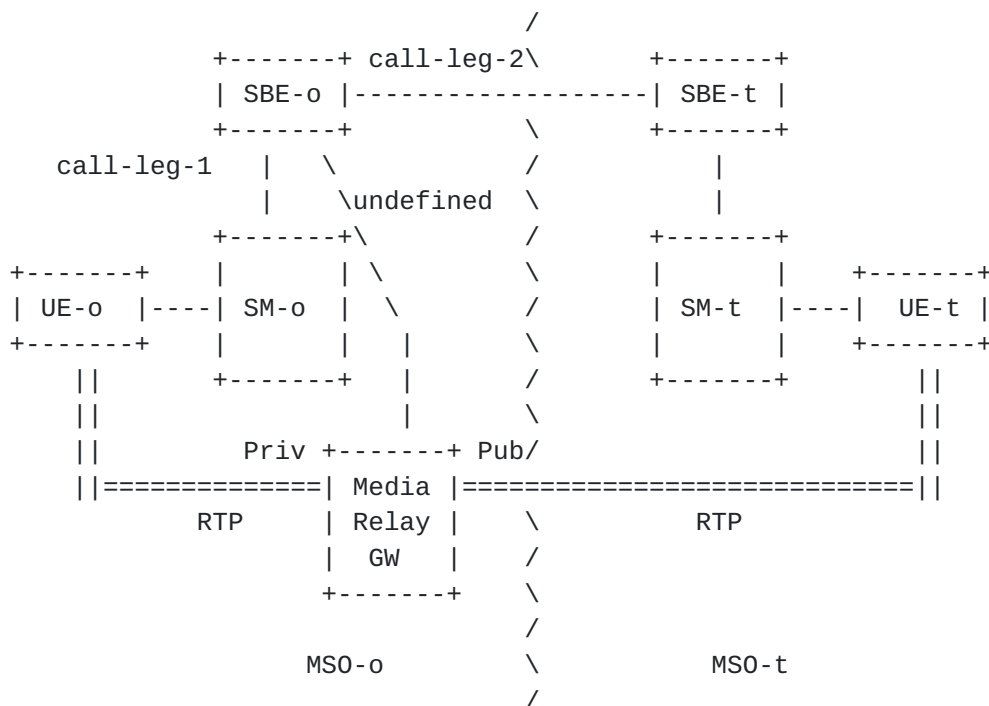 call-leg-2
SBE-o SBE-t
call-leg-1
undefined
UE-o SM-o SM-t UE-t
Priv Pub
Media
RTP Relay RTP
GW
MSO-o MSO-t